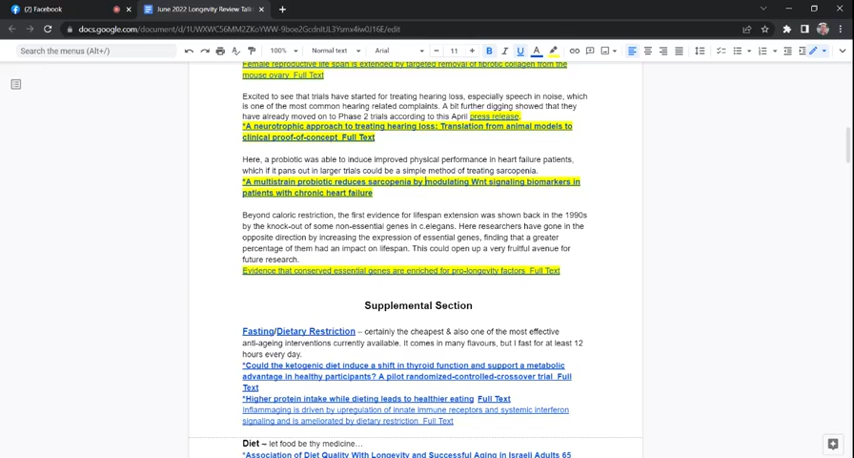 (2) Facebook
June 2022 Longevity Review Talk
docs.google.com/document/d/
/edit
Search the menus (Alt+/)
100%
Normal text
Arial
11
B I U A
Female reproductive life span is extended by targeted removal of fibrotic collagen from the
mouse ovary Full Text
Excited to see that trials have started for treating hearing loss, especially speech in noise, which
is one of the most common hearing related complaints. A bit further digging showed that they
have already moved on to Phase 2 trials according to this April press release.
*A neurotrophic approach to treating hearing loss: Translation from animal models to
clinical proof-of-concept Full Text
Here, a probiotic was able to induce improved physical performance in heart failure patients,
which if it pans out in larger trials could be a simple method of treating sarcopenia.
*A multistrain probiotic reduces sarcopenia by modulating Wnt signaling biomarkers in
patients with chronic heart failure
Beyond caloric restriction, the first evidence for lifespan extension was shown back in the 1990s
by the knock-out of some non-essential genes in c.elegans. Here researchers have gone in the
opposite direction by increasing the expression of essential genes, finding that a greater
percentage of them had an impact on lifespan. This could open up a very fruitful avenue for
future research.
Evidence that conserved essential genes are enriched for pro-longevity factors Full Text
Supplemental Section
Fasting/Dietary Restriction – certainly the cheapest & also one of the most effective
anti-ageing interventions currently available. It comes in many flavours, but I fast for at least 12
hours every day.
*Could the ketogenic diet induce a shift in thyroid function and support a metabolic
advantage in healthy participants? A pilot randomized-controlled-crossover trial Full
Text
*Higher protein intake while dieting leads to healthier eating Full Text
Inflammaging is driven by upregulation of innate immune receptors and systemic interferon
signaling and is ameliorated by dietary restriction Full Text
Diet – let food be thy medicine…
*Association of Diet Quality With Longevity and Successful Aging in Israeli Adults 65